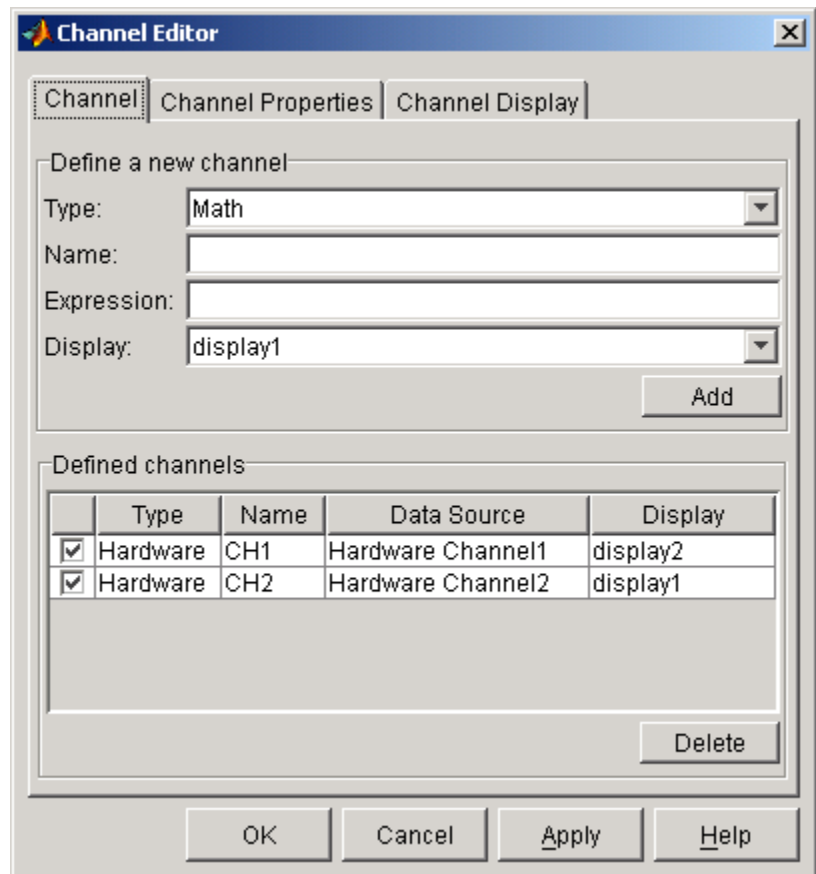 Channel Editor
Channel Channel Properties Channel Display
Define a new channel
Type: Math
Name:
Expression:
Display: display1
Add
Defined channels
Type Name Data Source Display
Hardware CH1 Hardware Channel1 display2
Hardware CH2 Hardware Channel2 display1
Delete
OK Cancel Apply Help